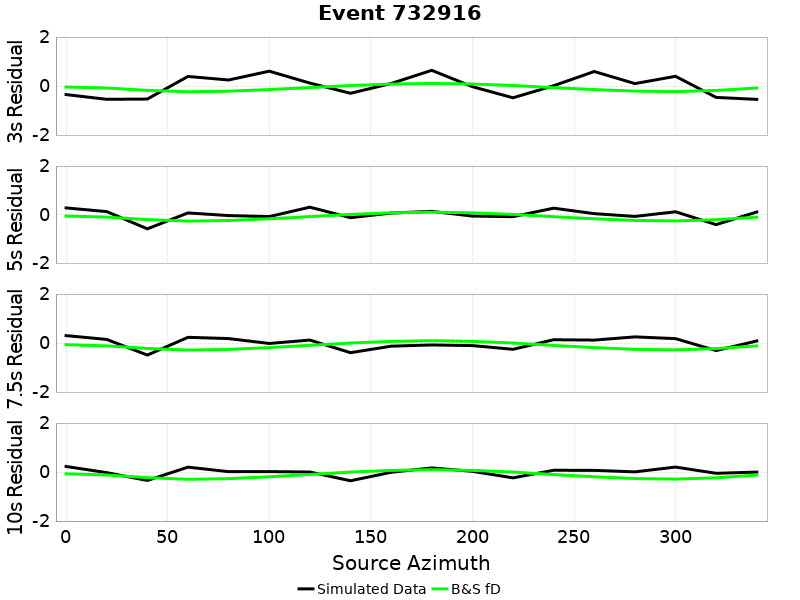 Event 732916
3s Residual
2
0
-2
5s Residual
2
0
-2
7.5s Residual
2
0
-2
10s Residual
2
0
-2
0 50 100 150 200 250 300
Source Azimuth
Simulated Data B&S fD